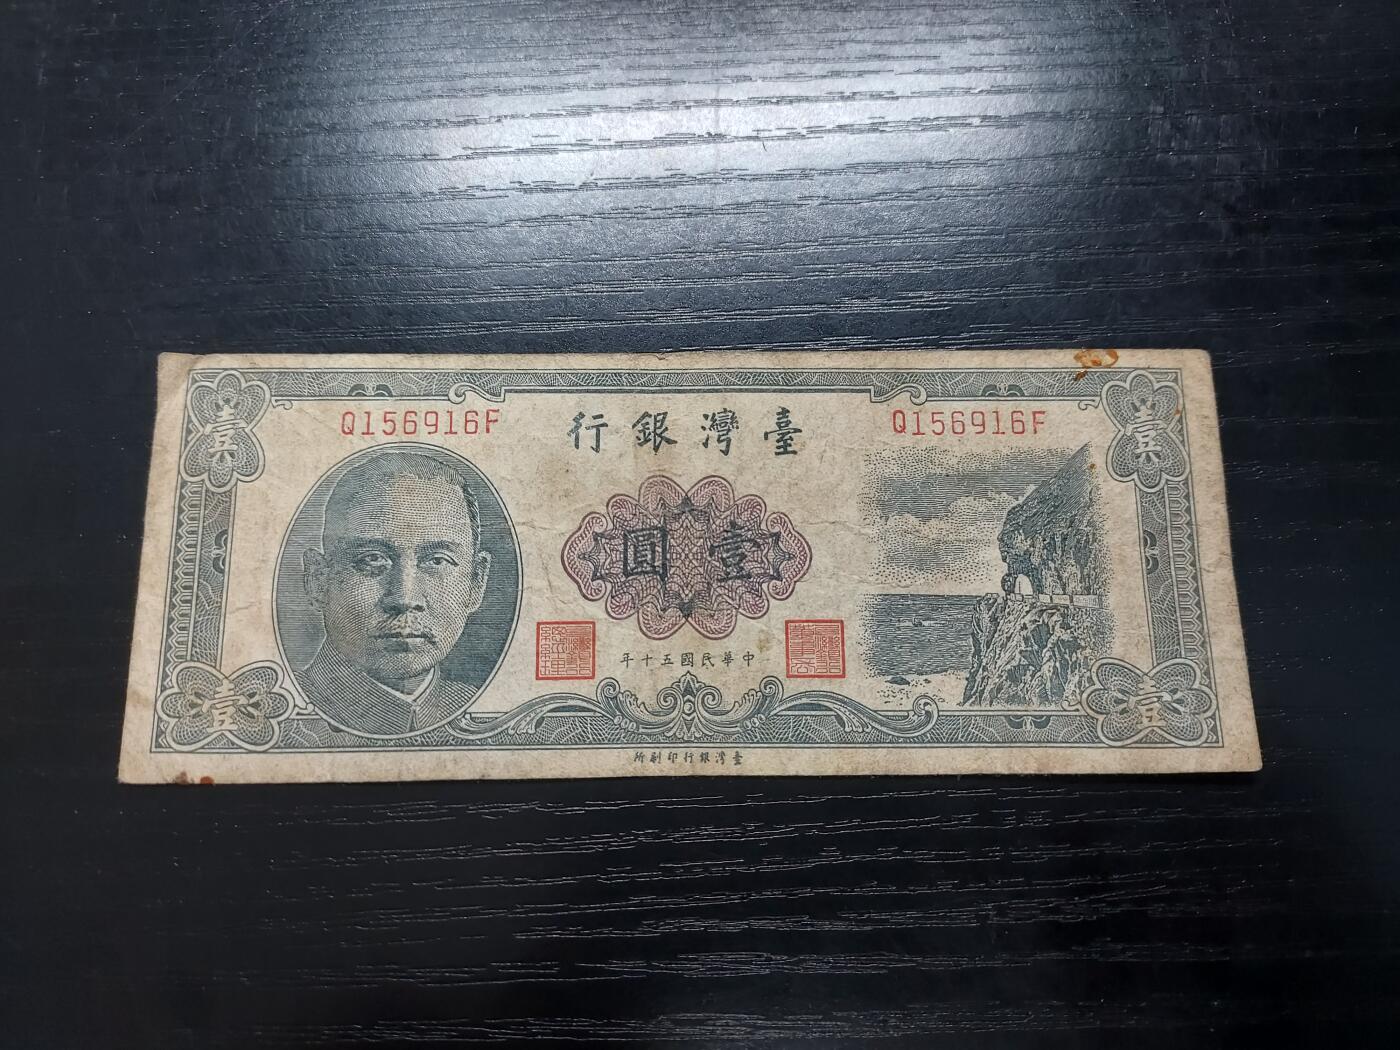 壹
壹
Q156916F
臺灣銀行
Q156916F
壹圓
中華民國五十年
壹
壹
臺灣銀行印刷所